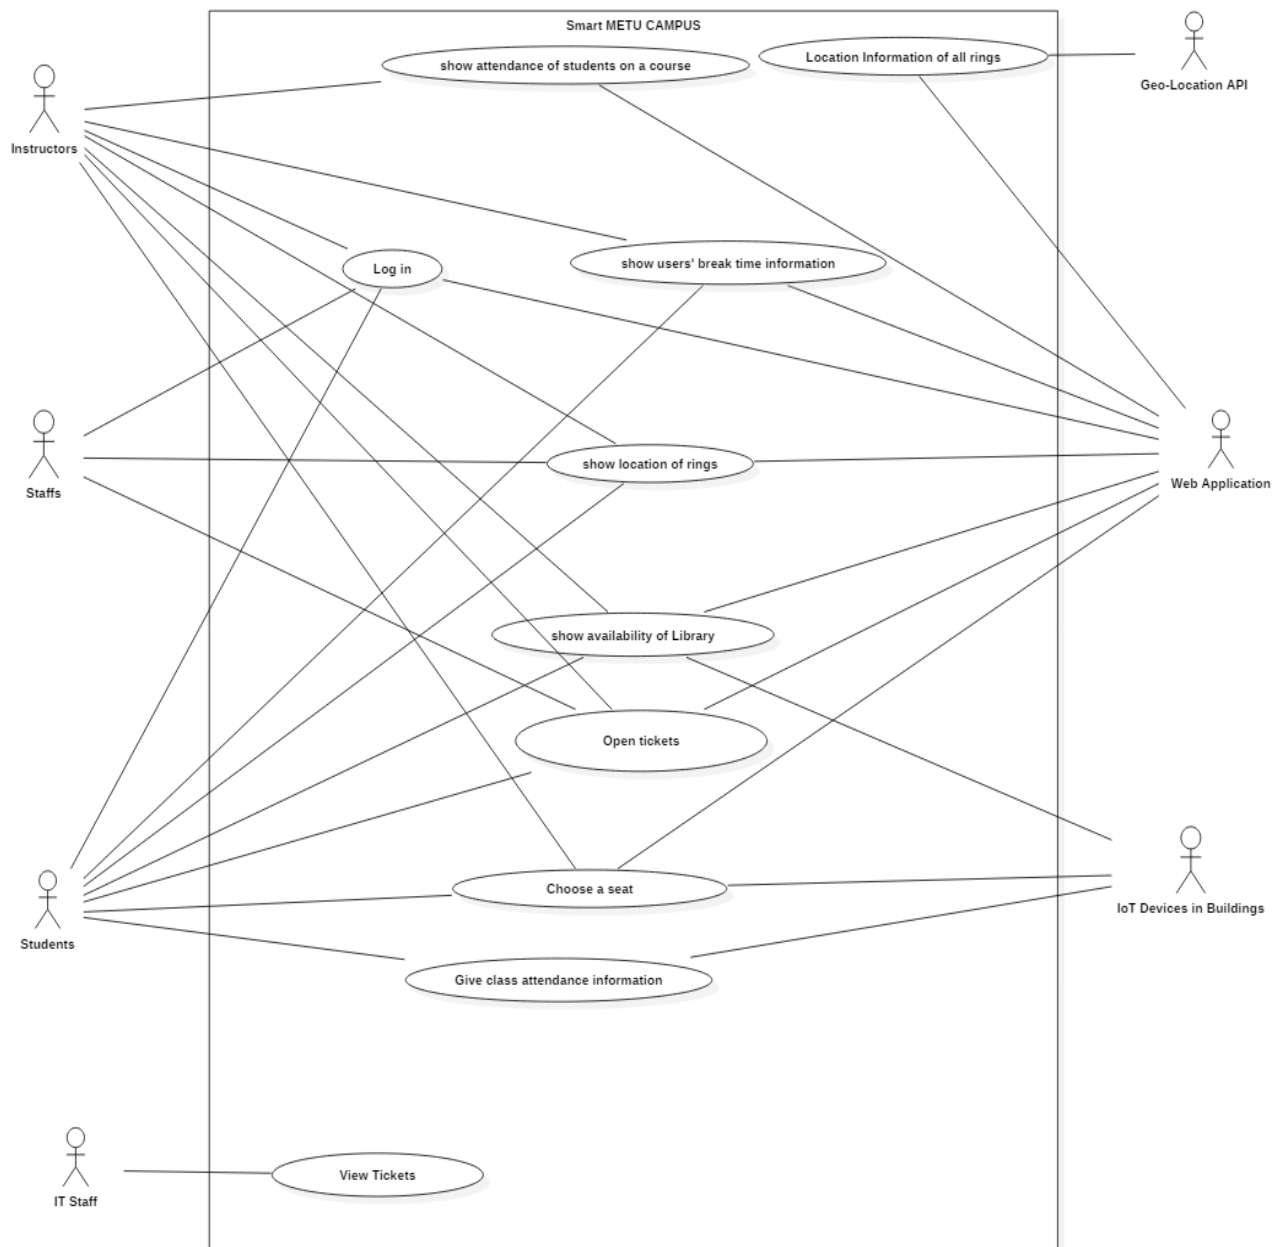 Smart METU CAMPUS
show attendance of students on a course
Location Information of all rings
Geo-Location API
Instructors
Log in
show users' break time information
show location of rings
Staffs
Web Application
show availability of Library
Open tickets
Choose a seat
IoT Devices in Buildings
Students
Give class attendance information
View Tickets
IT Staff